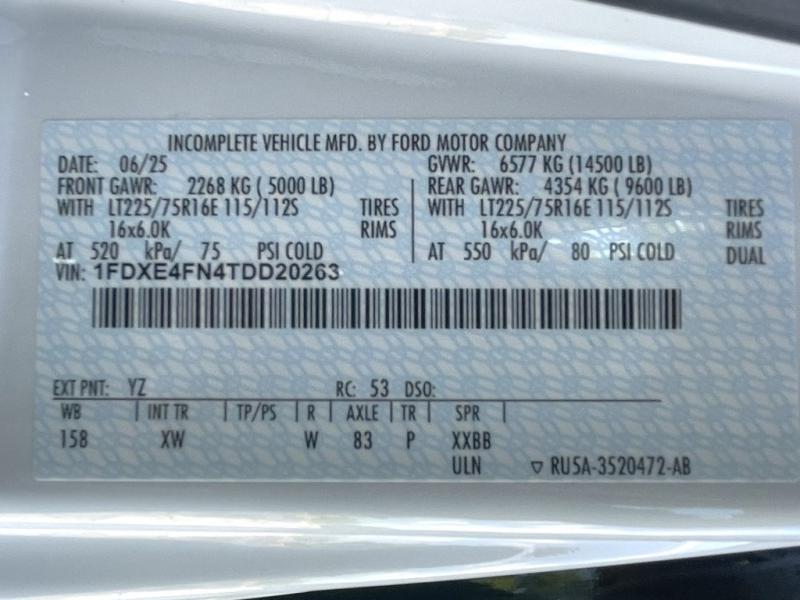 INCOMPLETE VEHICLE MFD. BY FORD MOTOR COMPANY
DATE: 06/25 GVWR: 6577 KG (14500 LB)
FRONT GAWR: 2268 KG ( 5000 LB) REAR GAWR: 4354 KG ( 9600 LB)
WITH LT225/75R16E 115/112S TIRES WITH LT225/75R16E 115/112S TIRES
16x6.0K RIMS 16x6.0K RIMS
AT 520 kPa/ 75 PSI COLD AT 550 kPa/ 80 PSI COLD DUAL
VIN: 1FDXE4FN4TDD20263
EXT PNT: YZ RC: 53 DSO:
WB INT TR TP/PS R AXLE TR SPR
158 XW W 83 P XXBB
ULN ▽ RU5A-3520472-AB